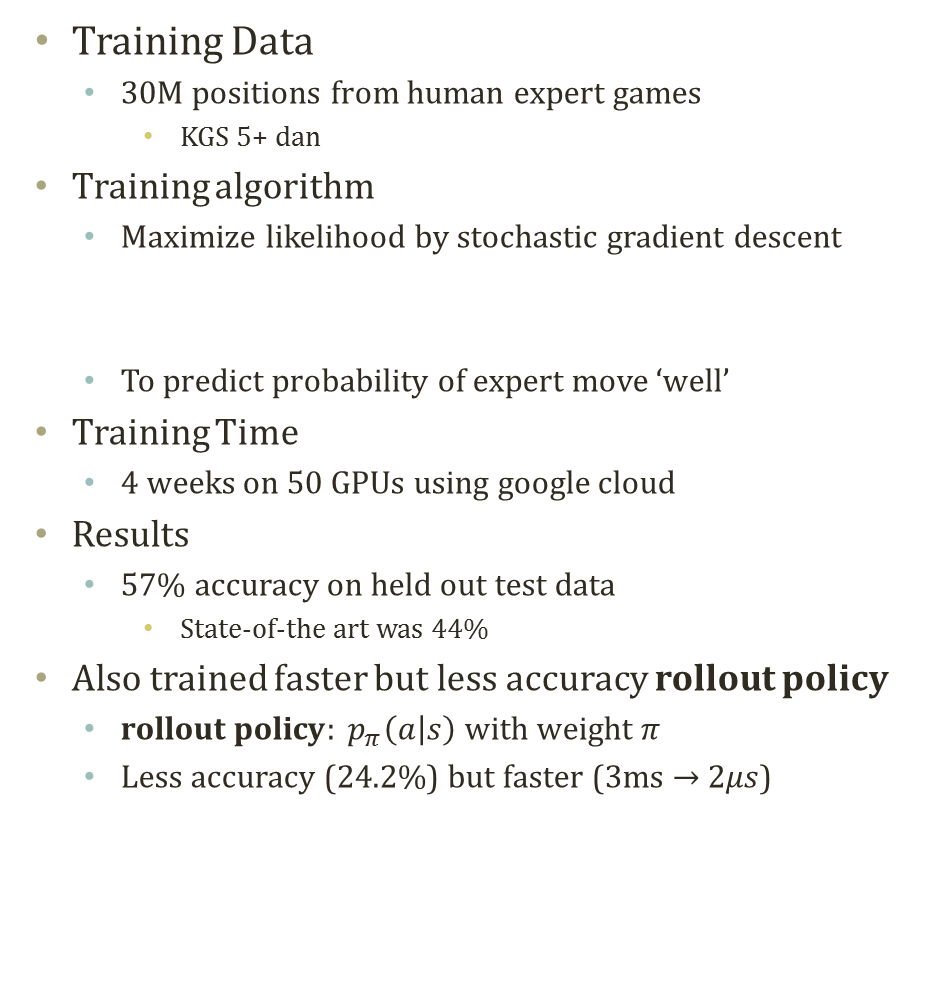 • Training Data
• 30M positions from human expert games
• KGS 5+ dan
• Training algorithm
• Maximize likelihood by stochastic gradient descent
• To predict probability of expert move ‘well’
• Training Time
• 4 weeks on 50 GPUs using google cloud
• Results
• 57% accuracy on held out test data
• State-of-the art was 44%
• Also trained faster but less accuracy rollout policy
• rollout policy: 𝑝_𝜋(𝑎|𝑠) with weight 𝜋
• Less accuracy (24.2%) but faster (3ms → 2𝜇𝑠)